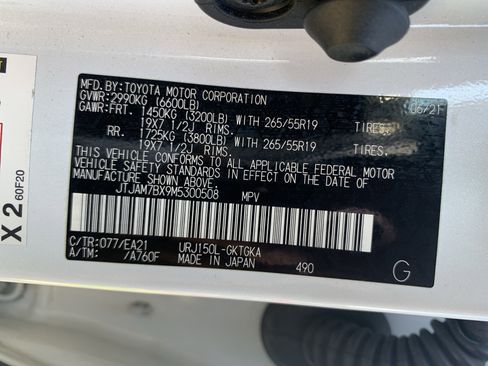 MFD.BY:TOYOTA MOTOR CORPORATION 05/21
GVWR:2990KG (6600LB)
GAWR:FRT. 1450KG (3200LB) WITH 265/55R19 TIRES,
19X7 1/2J RIMS.
RR. 1725KG (3800LB) WITH 265/55R19 TIRES,
19X7 1/2J RIMS.
THIS VEHICLE CONFORMS TO ALL APPLICABLE FEDERAL MOTOR
VEHICLE SAFETY STANDARDS IN EFFECT ON THE DATE OF
MANUFACTURE SHOWN ABOVE.
JTJAM7BX9M5300508 MPV
C/TR:077/EA21 URJ150L-GKTGKA
A/TM: /A760F MADE IN JAPAN 490
G
X 2
60F20